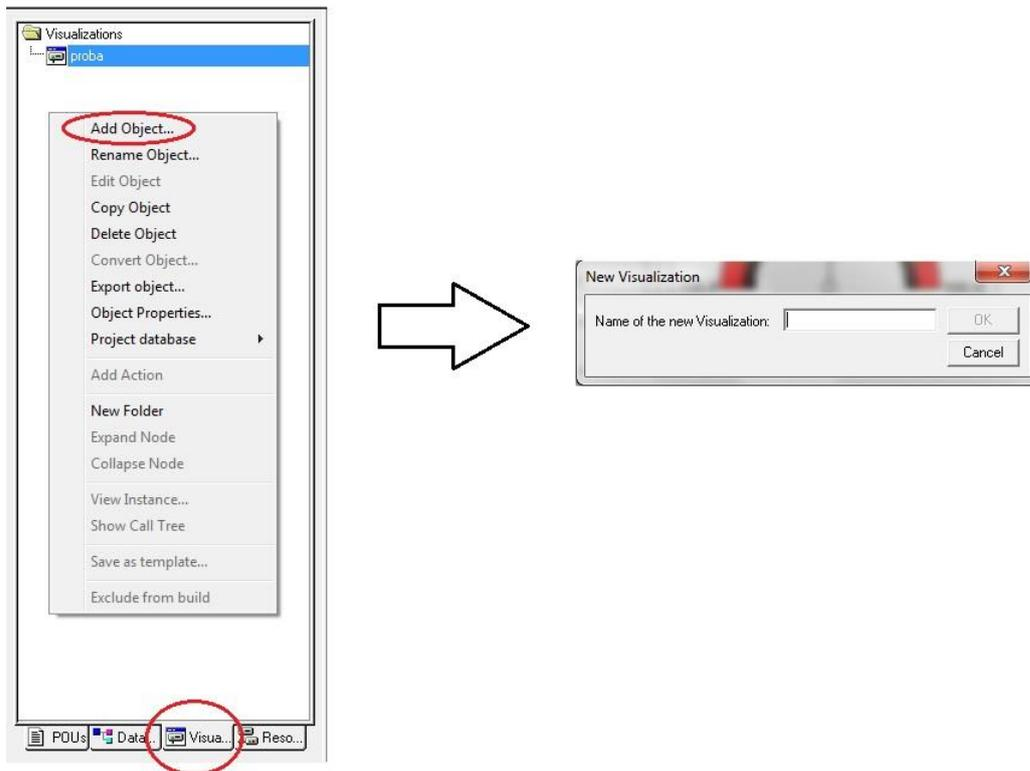 Visualizations
proba
Add Object...
Rename Object...
Edit Object
Copy Object
Delete Object
Convert Object...
Export object...
Object Properties...
Project database
Add Action
New Folder
Expand Node
Collapse Node
View Instance...
Show Call Tree
Save as template...
Exclude from build
POUs Data... Visua... Reso...
New Visualization
Name of the new Visualization: OK
Cancel